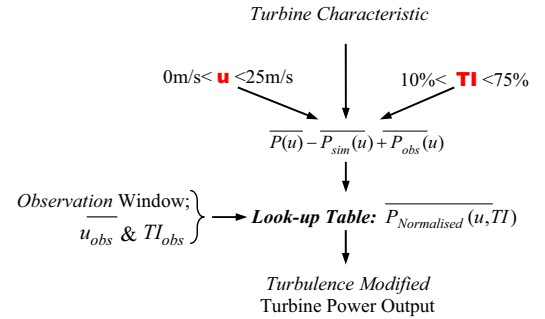 Turbine Characteristic
0m/s< u <25m/s
10%< TI <75%
P(u) − P_sim(u) + P_obs(u)
Observation Window;
u_obs & TI_obs
Look-up Table: P_Normalised (u,TI)
Turbulence Modified
Turbine Power Output